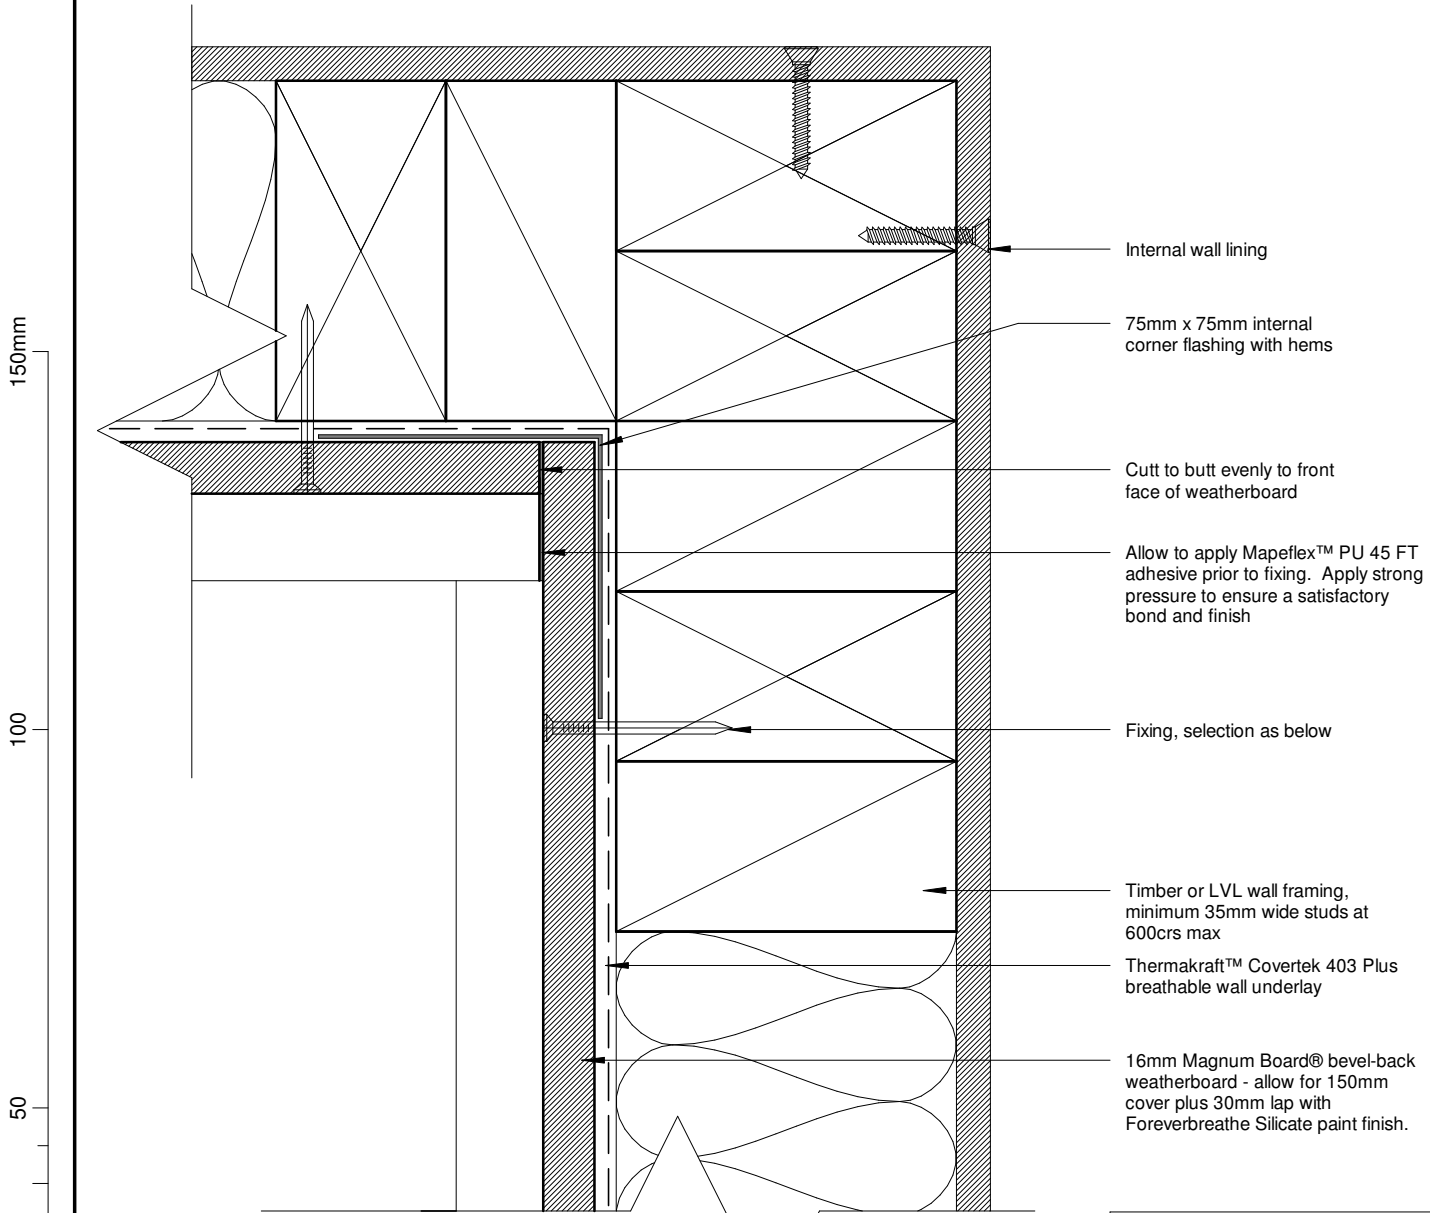 150mm
100
50
Internal wall lining
75mm x 75mm internal
corner flashing with hems
Cutt to butt evenly to front
face of weatherboard
Allow to apply Mapeflex™ PU 45 FT
adhesive prior to fixing.  Apply strong
pressure to ensure a satisfactory
bond and finish
Fixing, selection as below
Timber or LVL wall framing,
minimum 35mm wide studs at
600crs max
Thermakraft™ Covertek 403 Plus
breathable wall underlay
16mm Magnum Board® bevel-back
weatherboard - allow for 150mm
cover plus 30mm lap with
Foreverbreathe Silicate paint finish.